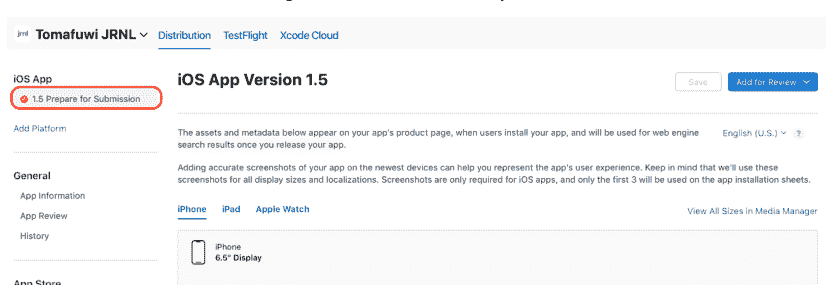 jrnl Tomafuwi JRNL Distribution TestFlight Xcode Cloud
iOS App
1.5 Prepare for Submission
Add Platform
General
App Information
App Review
History
App Store
iOS App Version 1.5
Save Add for Review
The assets and metadata below appear on your app's product page, when users install your app, and will be used for web engine
search results once you release your app.
English (U.S.) ?
Adding accurate screenshots of your app on the newest devices can help you represent the app's user experience. Keep in mind that we'll use these
screenshots for all display sizes and localizations. Screenshots are only required for iOS apps, and only the first 3 will be used on the app installation sheets.
iPhone iPad Apple Watch
View All Sizes in Media Manager
iPhone
6.5" Display